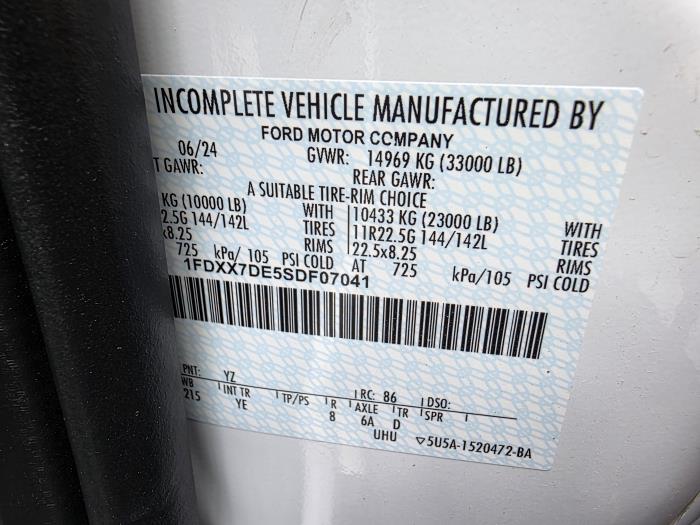 INCOMPLETE VEHICLE MANUFACTURED BY
FORD MOTOR COMPANY
06/24 GVWR: 14969 KG (33000 LB)
T GAWR: REAR GAWR:
A SUITABLE TIRE-RIM CHOICE
KG (10000 LB) WITH 10433 KG (23000 LB) WITH
2.5G 144/142L TIRES 11R22.5G 144/142L TIRES
x8.25 RIMS 22.5x8.25 RIMS
725 kPa/ 105 PSI COLD AT 725 kPa/105 PSI COLD
1FDXX7DE5SDF07041
PNT: YZ RC: 86 DSO:
WB INT TR TP/PS R AXLE TR SPR
215 YE 8 6A D
UHU ▽5U5A-1520472-BA